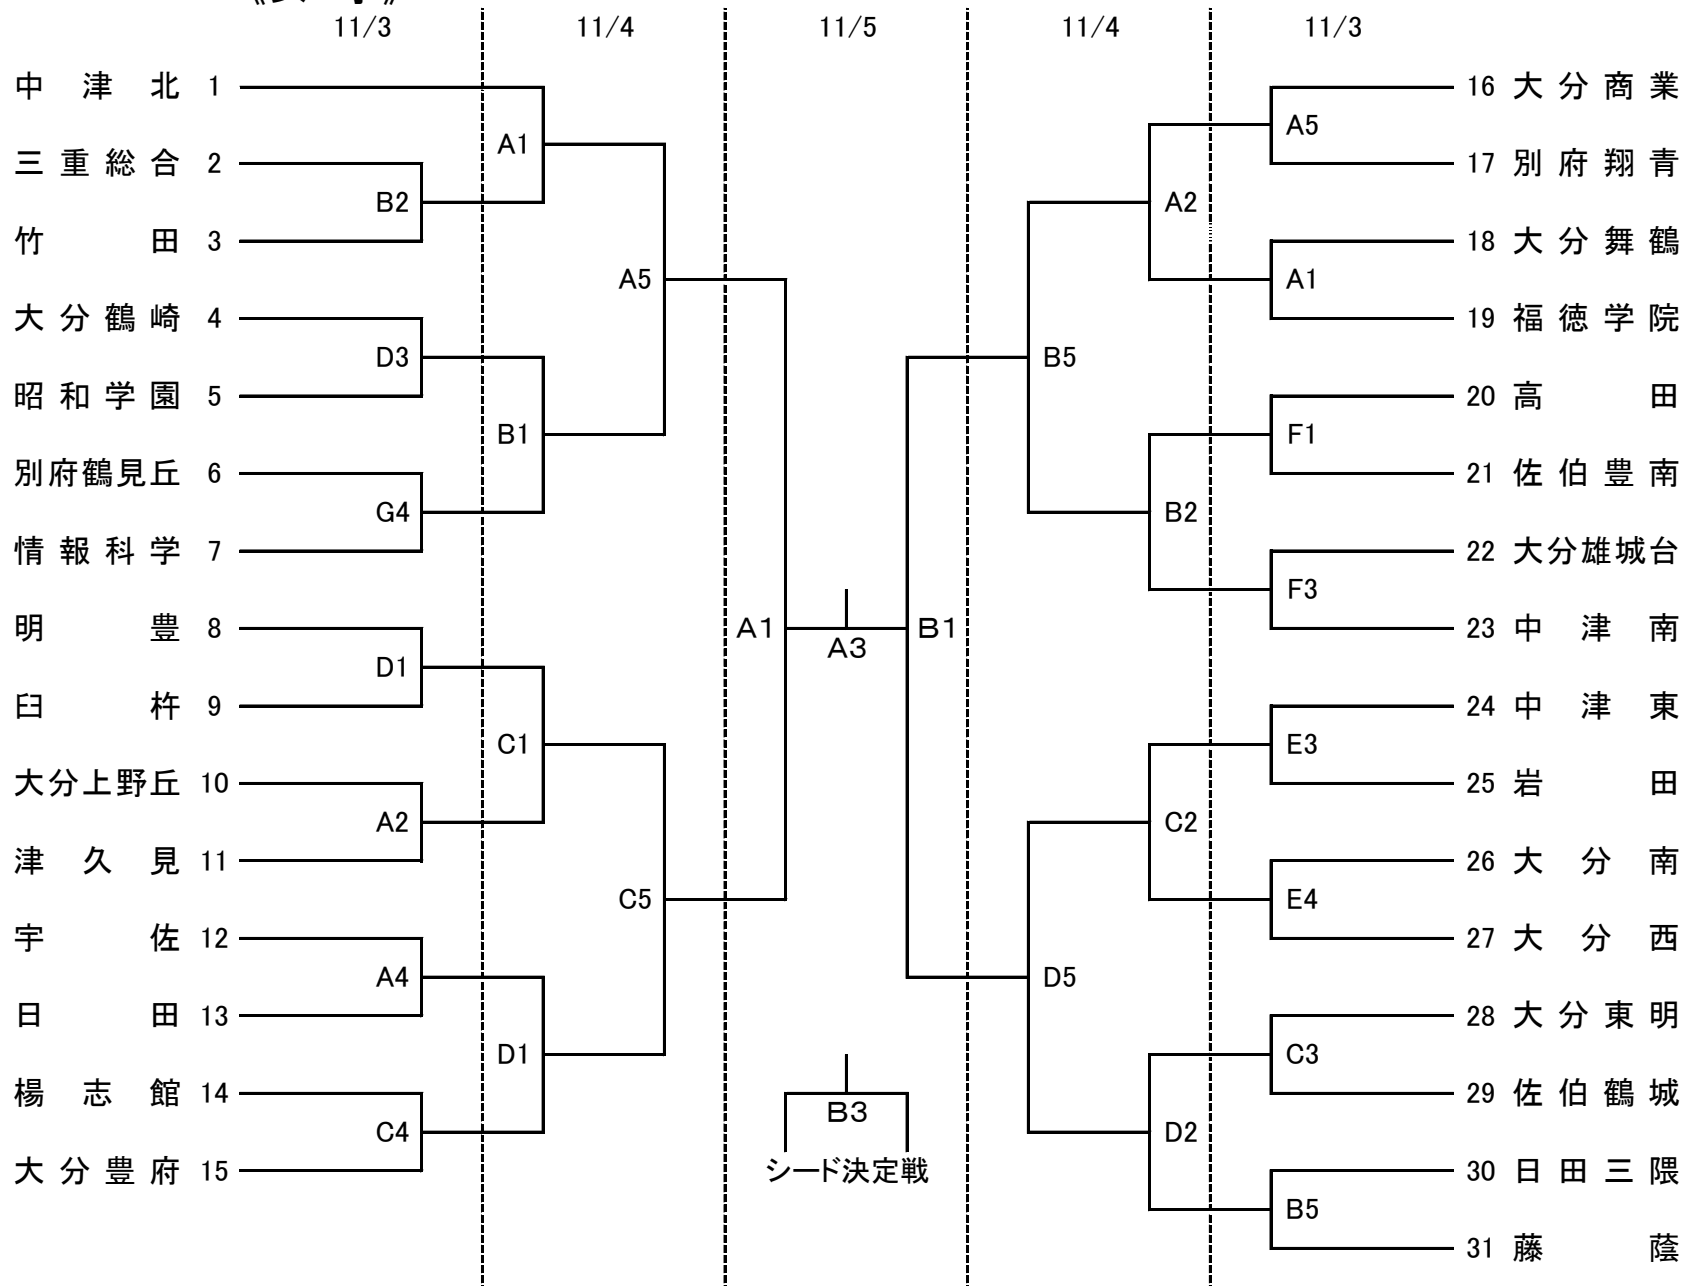 11/3 11/4 11/5 11/4 11/3
中津北 1
三重総合 2
竹田 3
大分鶴崎 4
昭和学園 5
別府鶴見丘 6
情報科学 7
明豊 8
臼杵 9
大分上野丘 10
津久見 11
宇佐 12
日田 13
楊志館 14
大分豊府 15
B2
D3
G4
D1
A2
A4
C4
A1
B1
C1
D1
A5
C5
A1
A3
B1
B3
シード決定戦
B5
D5
A2
B2
C2
D2
A5
A1
F1
F3
E3
E4
C3
B5
16 大分商業
17 別府翔青
18 大分舞鶴
19 福徳学院
20 高田
21 佐伯豊南
22 大分雄城台
23 中津南
24 中津東
25 岩田
26 大分南
27 大分西
28 大分東明
29 佐伯鶴城
30 日田三隈
31 藤蔭